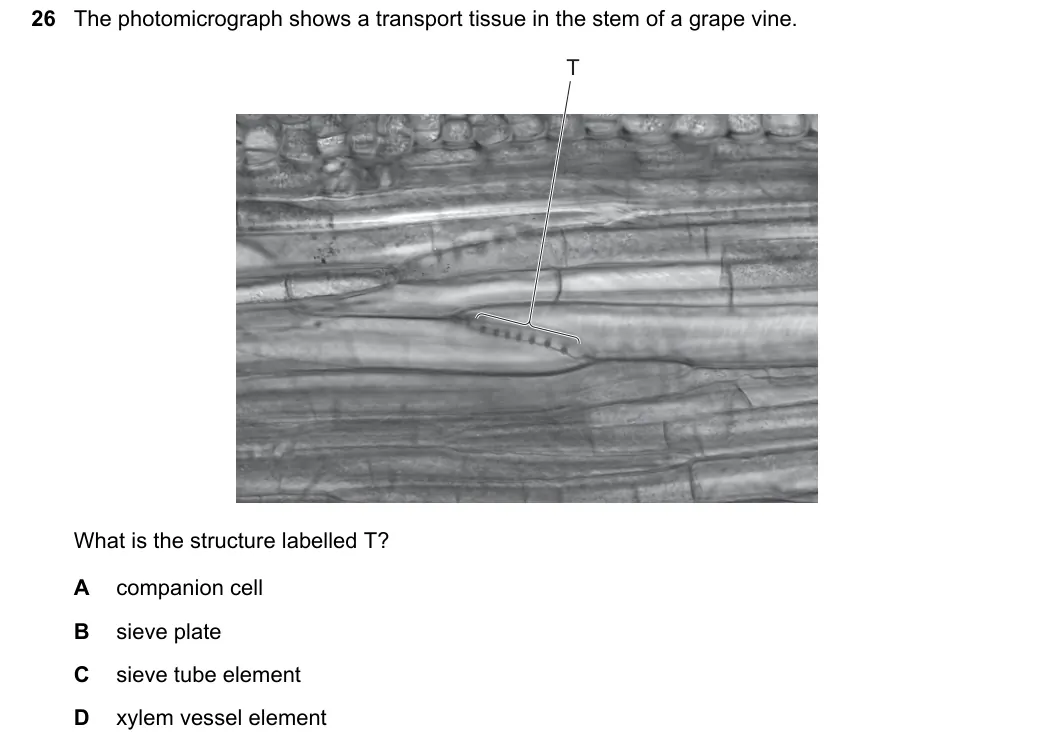 26 The photomicrograph shows a transport tissue in the stem of a grape vine.
T
What is the structure labelled T?
A companion cell
B sieve plate
C sieve tube element
D xylem vessel element